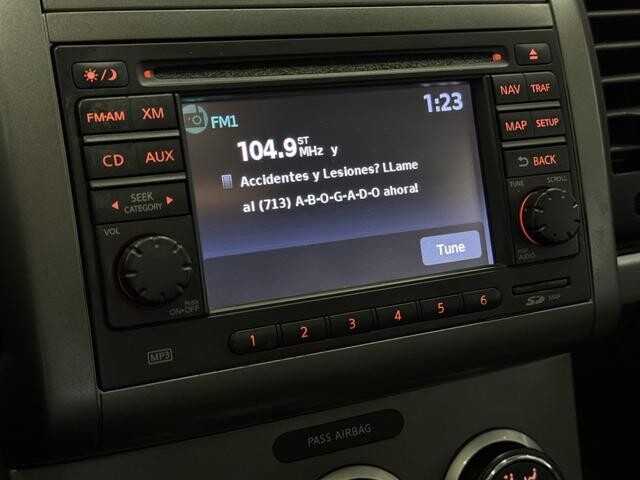 NAV TRAF
FM·AM XM
FM1
1:23
MAP SETUP
104.9 ST MHz y
CD AUX
Accidentes y Lesiones? LLame
BACK
al (713) A-B-O-G-A-D-O ahora!
SEEK
CATEGORY
TUNE SCROLL
VOL
Tune
PUSH
AUDIO
PUSH
ON•OFF
1 2 3 4 5 6
SD MAP
MP3
PASS AIRBAG